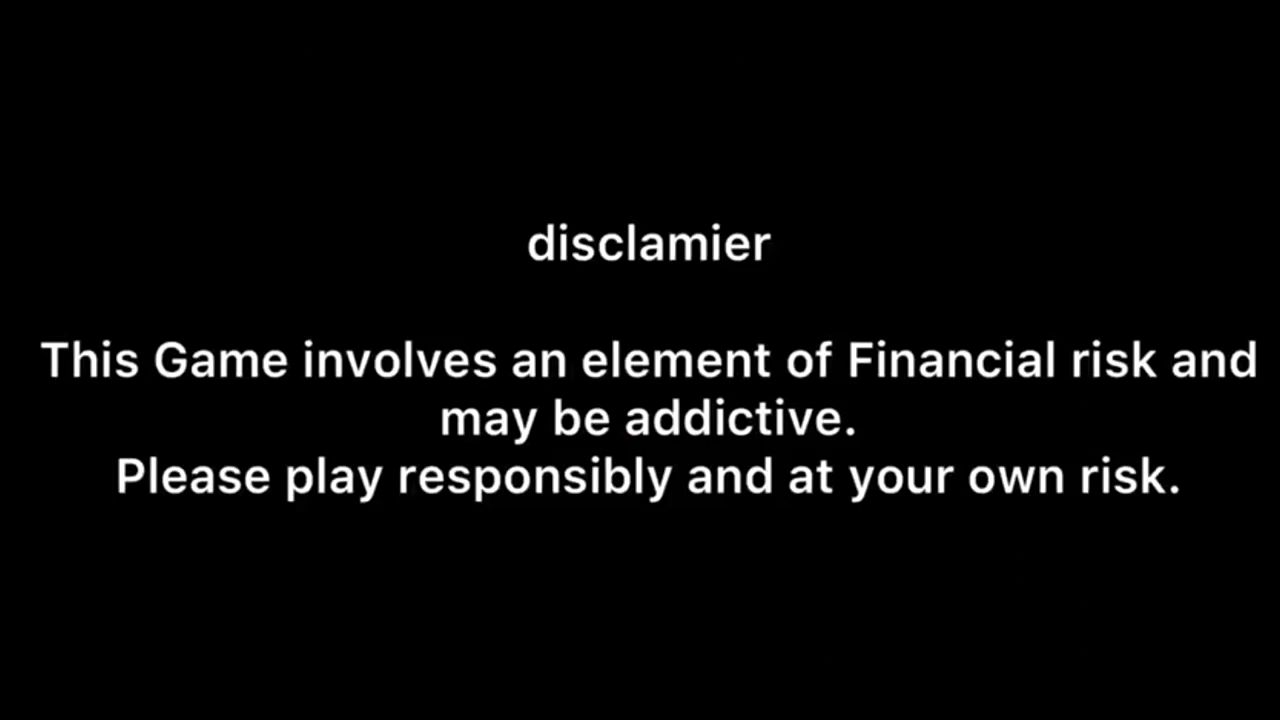 disclamier
This Game involves an element of Financial risk and
may be addictive.
Please play responsibly and at your own risk.